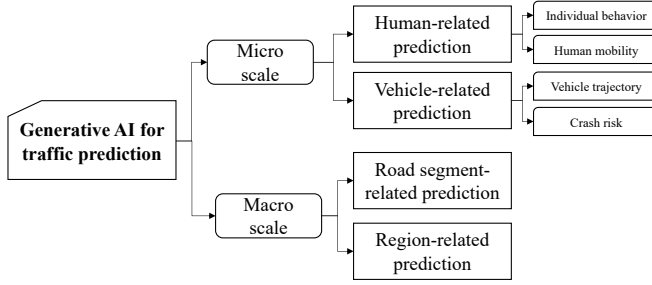 Generative AI for
traffic prediction
Micro
scale
Human-related
prediction
Individual behavior
Human mobility
Vehicle-related
prediction
Vehicle trajectory
Crash risk
Macro
scale
Road segment-
related prediction
Region-related
prediction